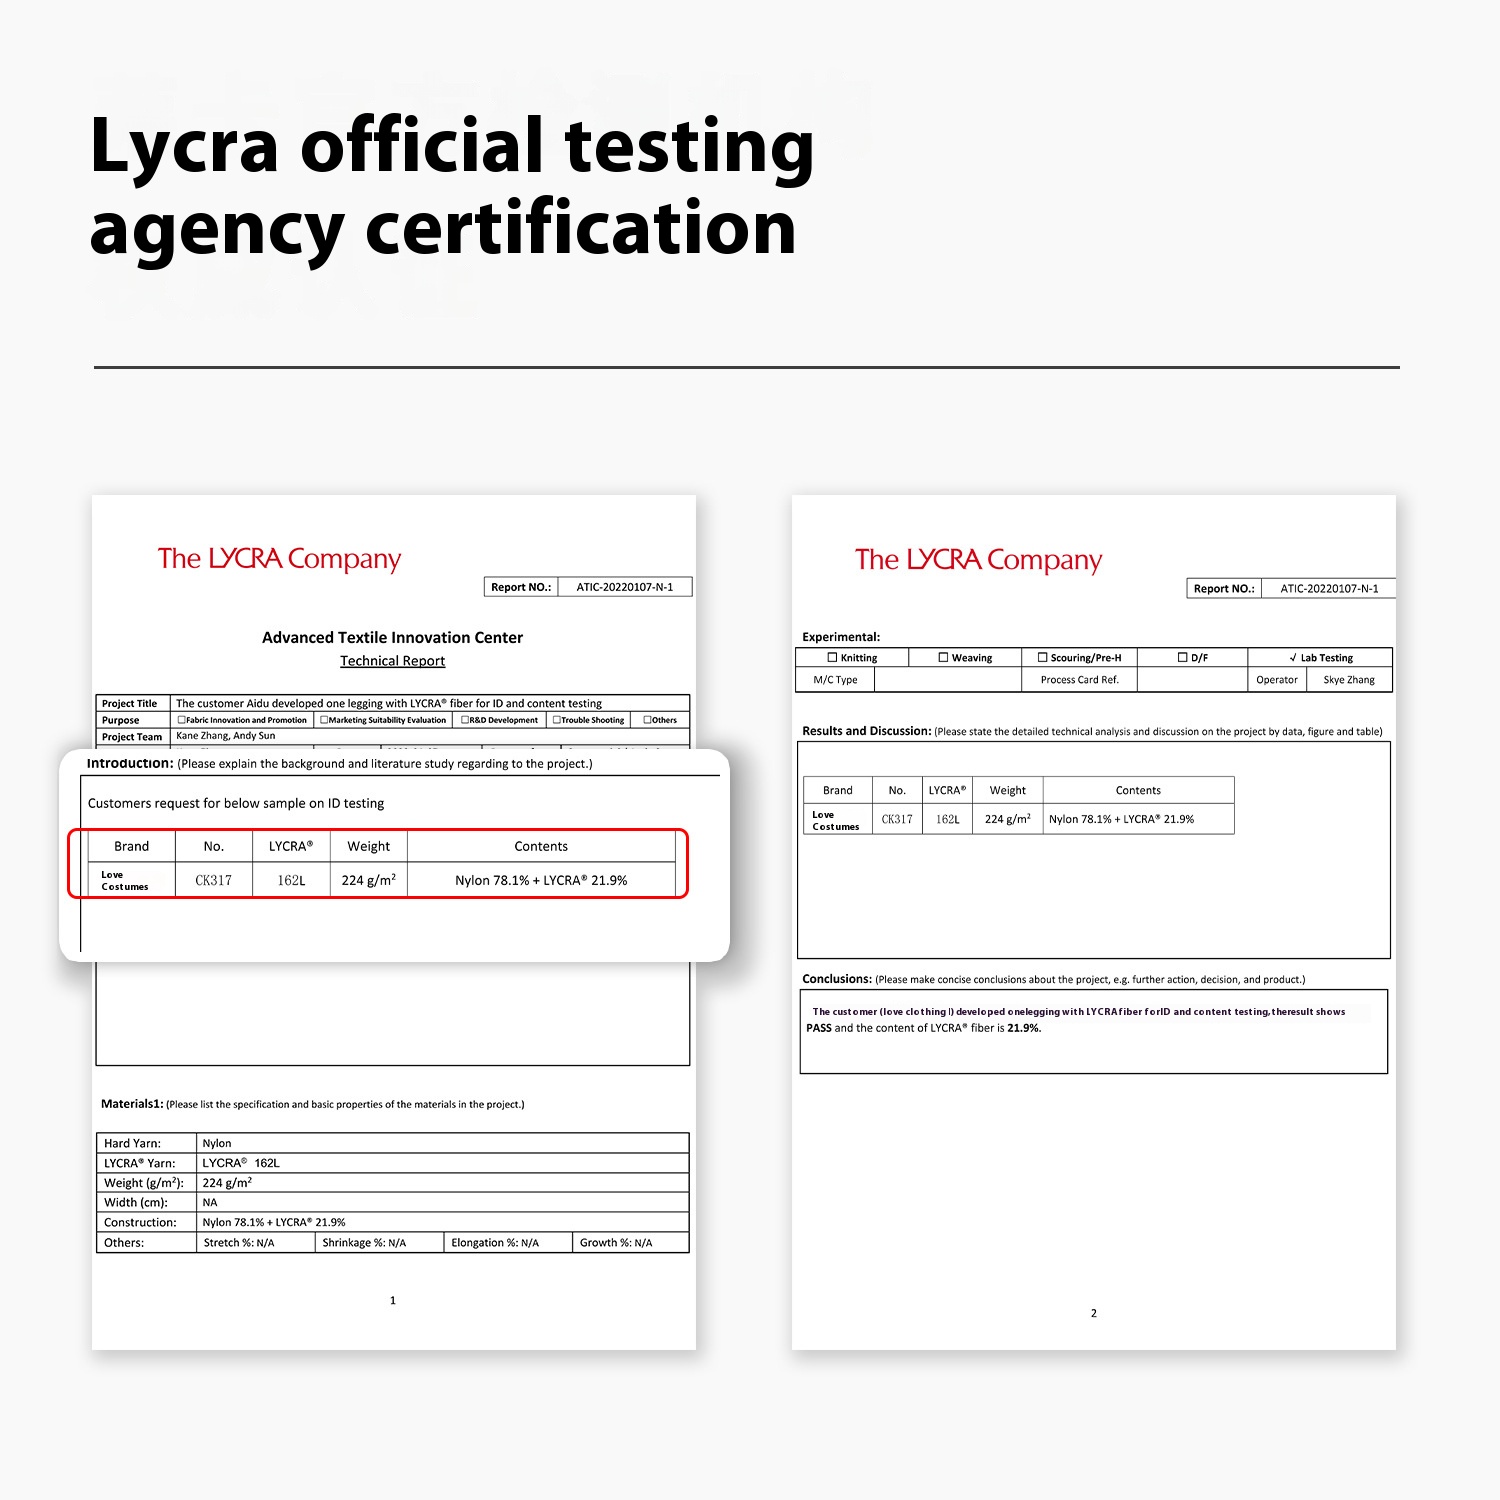 Lycra official testing
agency certification
The LYCRA Company
Report NO.: ATIC-20220107-N-1
Advanced Textile Innovation Center
Technical Report
Project Title The customer Aidu developed one legging with LYCRA® fiber for ID and content testing
Purpose ☐Fabric Innovation and Promotion ☐Marketing Suitability Evaluation ☐R&D Development ☐Trouble Shooting ☐Others
Project Team Kane Zhang, Andy Sun
Introduction: (Please explain the background and literature study regarding to the project.)
Customers request for below sample on ID testing
Brand No. LYCRA® Weight Contents
Love
Costumes CK317 162L 224 g/m² Nylon 78.1% + LYCRA® 21.9%
Materials1: (Please list the specification and basic properties of the materials in the project.)
Hard Yarn: Nylon
LYCRA® Yarn: LYCRA® 162L
Weight (g/m²): 224 g/m²
Width (cm): NA
Construction: Nylon 78.1% + LYCRA® 21.9%
Others: Stretch %: N/A Shrinkage %: N/A Elongation %: N/A Growth %: N/A
1
The LYCRA Company
Report NO.: ATIC-20220107-N-1
Experimental:
☐ Knitting ☐ Weaving ☐ Scouring/Pre-H ☐ D/F √ Lab Testing
M/C Type Process Card Ref. Operator Skye Zhang
Results and Discussion: (Please state the detailed technical analysis and discussion on the project by data, figure and table)
Brand No. LYCRA® Weight Contents
Love
Costumes CK317 162L 224 g/m² Nylon 78.1% + LYCRA® 21.9%
Conclusions: (Please make concise conclusions about the project, e.g. further action, decision, and product.)
The customer (love clothing l) developed onelegging with LYCRAfiber forID and content testing,theresult shows
PASS and the content of LYCRA® fiber is 21.9%.
2